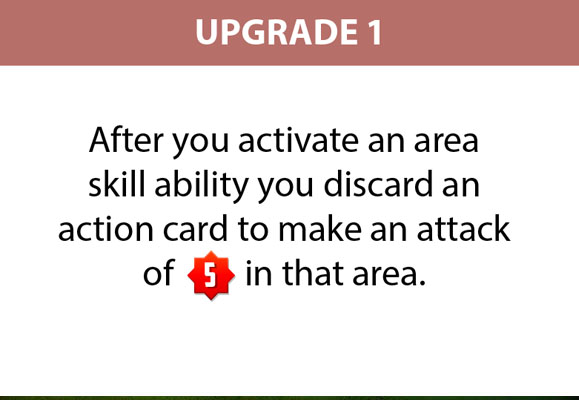 UPGRADE 1
After you activate an area
skill ability you discard an
action card to make an attack
of 5 in that area.